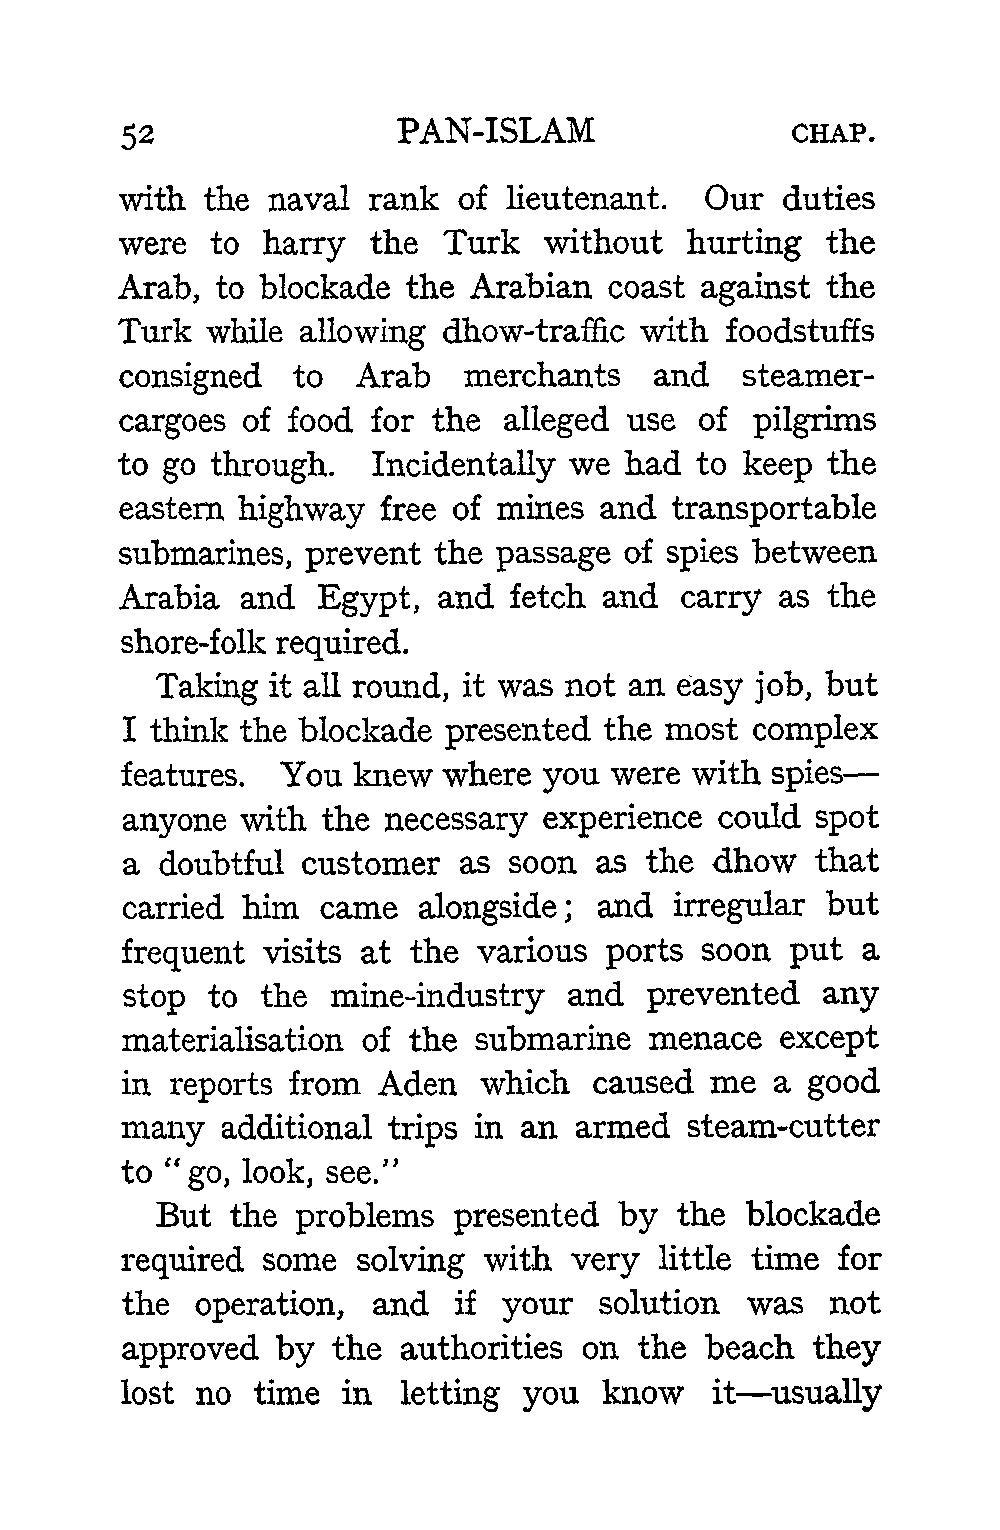 52 PAN-ISLAM CHAP.
with the naval rank of lieutenant. Our duties
were to harry the Turk without hurting the
Arab, to blockade the Arabian coast against the
Turk while allowing dhow-traffic with foodstuffs
consigned to Arab merchants and steamer-
cargoes of food for the alleged use of pilgrims
to go through. Incidentally we had to keep the
eastern highway free of mines and transportable
submarines, prevent the passage of spies between
Arabia and Egypt, and fetch and carry as the
shore-folk required.
Taking it all round, it was not an easy job, but
I think the blockade presented the most complex
features. You knew where you were with spies—
anyone with the necessary experience could spot
a doubtful customer as soon as the dhow that
carried him came alongside; and irregular but
frequent visits at the various ports soon put a
stop to the mine-industry and prevented any
materialisation of the submarine menace except
in reports from Aden which caused me a good
many additional trips in an armed steam-cutter
to "go, look, see."
But the problems presented by the blockade
required some solving with very little time for
the operation, and if your solution was not
approved by the authorities on the beach they
lost no time in letting you know it—usually